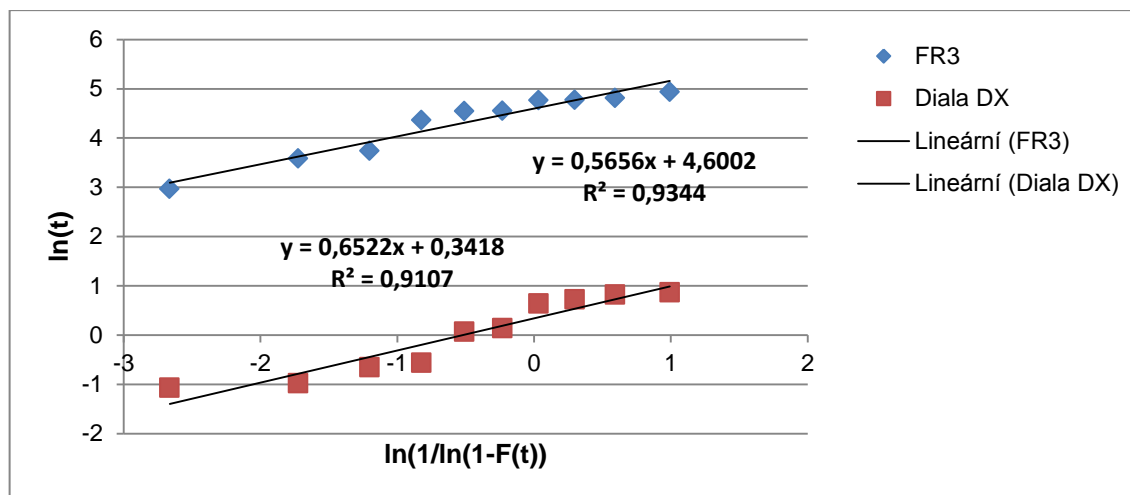 6
5
4
3
2
1
0
-1
-2
-3
-2
-1
0
1
2
ln(t)
ln(1/ln(1-F(t))
y = 0,5656x + 4,6002
R² = 0,9344
y = 0,6522x + 0,3418
R² = 0,9107
FR3
Diala DX
Lineární (FR3)
Lineární (Diala DX)